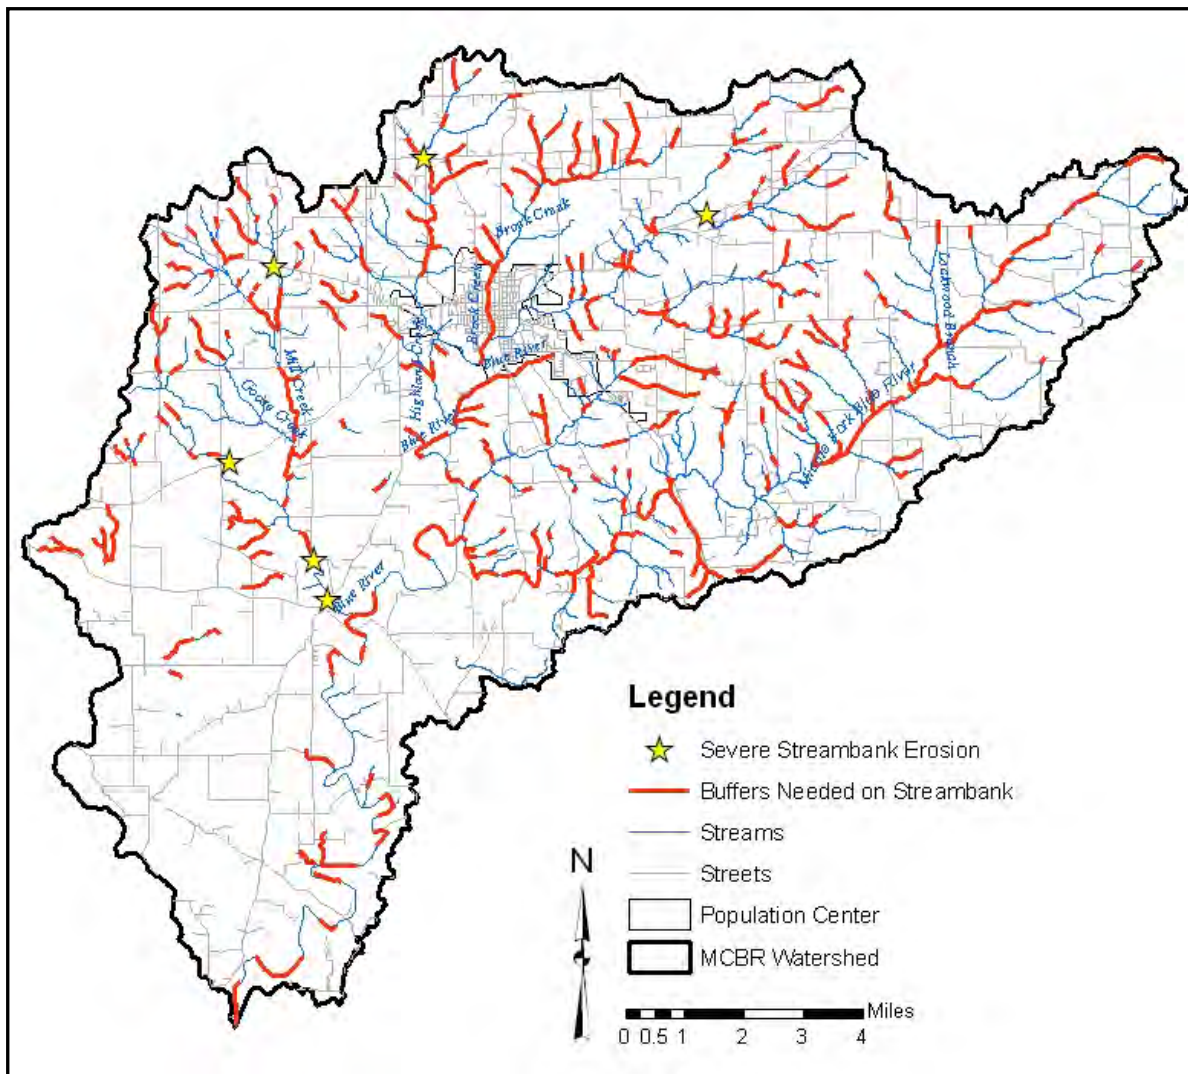 Brock Creek
Lockwood Branch
Brock Creek
Blue River
Highland Creek
Mill Creek
Goose Creek
Middle Fork Blue River
Blue River
Blue River
Legend
Severe Streambank Erosion
Buffers Needed on Streambank
Streams
Streets
Population Center
MCBR Watershed
N
Miles
0 0.5 1 2 3 4